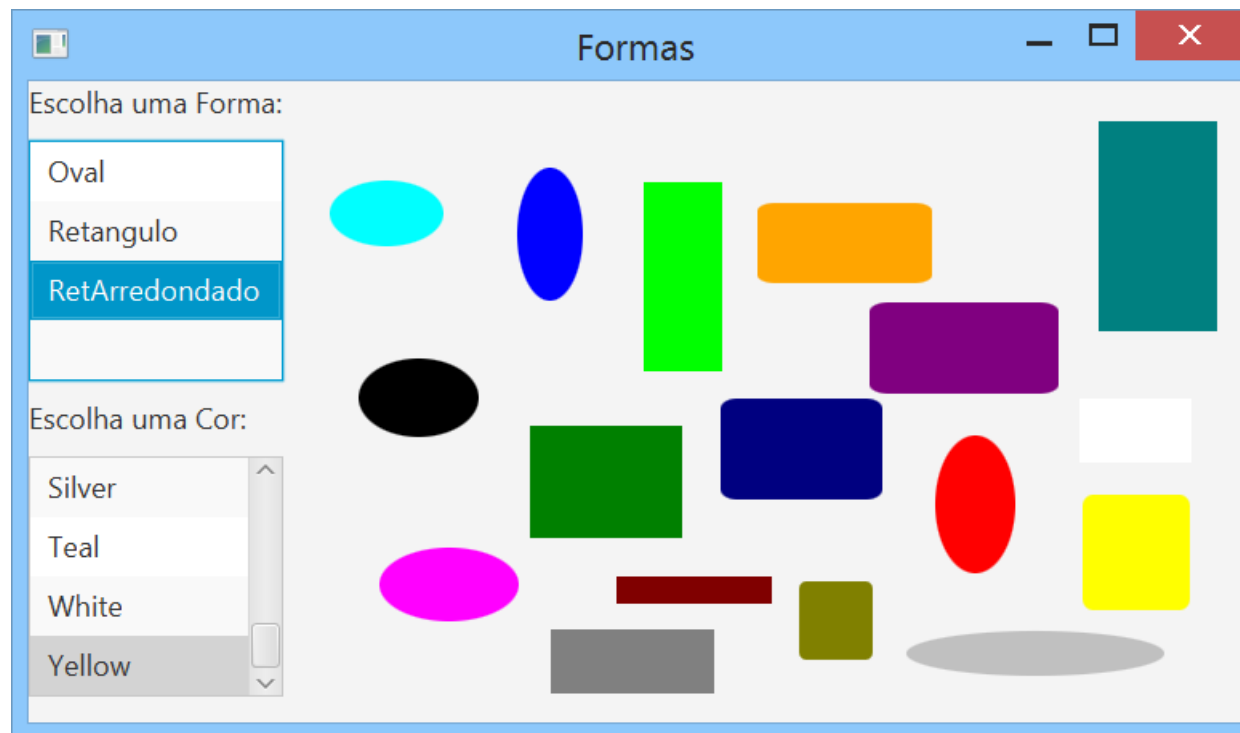 Formas
Escolha uma Forma:
Oval
Retangulo
RetArredondado
Escolha uma Cor:
Silver
Teal
White
Yellow